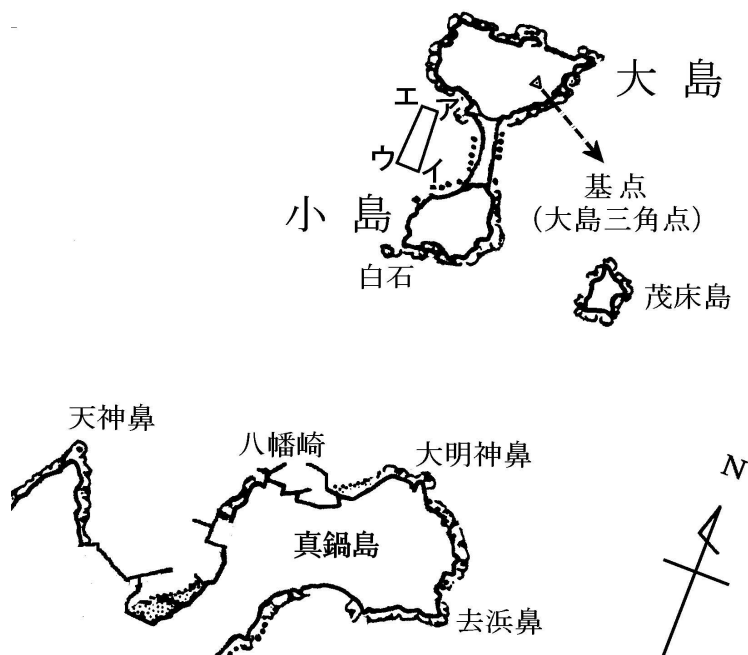 大島
エ
ア
ウ
イ
基点
(大島三角点)
小島
白石
茂床島
天神鼻
八幡崎
大明神鼻
N
真鍋島
去浜鼻